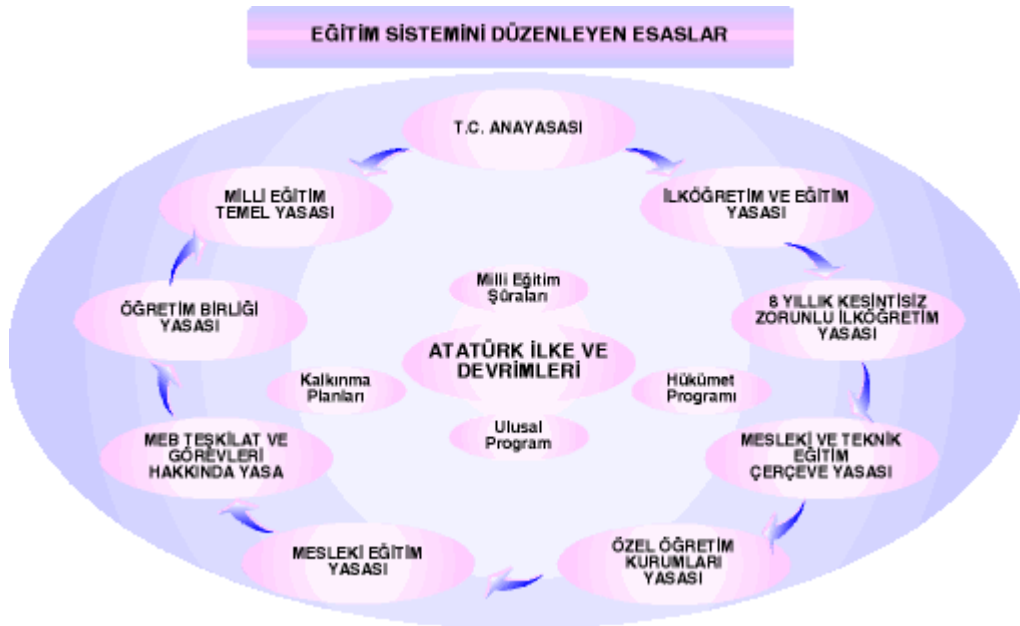 EĞİTİM SİSTEMİNİ DÜZENLEYEN ESASLAR
T.C. ANAYASASI
MİLLİ EĞİTİM
TEMEL YASASI
İLKÖĞRETİM VE EĞİTİM
YASASI
Milli Eğitim
Şûraları
ÖĞRETİM BİRLİĞİ
YASASI
8 YILLIK KESİNTİSİZ
ZORUNLU İLKÖĞRETİM
YASASI
ATATÜRK İLKE VE
DEVRİMLERİ
Kalkınma
Planları
Hükümet
Programı
Ulusal
Program
MEB TEŞKİLAT VE
GÖREVLERİ
HAKKINDA YASA
MESLEKİ VE TEKNİK
EĞİTİM
ÇERÇEVE YASASI
MESLEKİ EĞİTİM
YASASI
ÖZEL ÖĞRETİM
KURUMLARI
YASASI